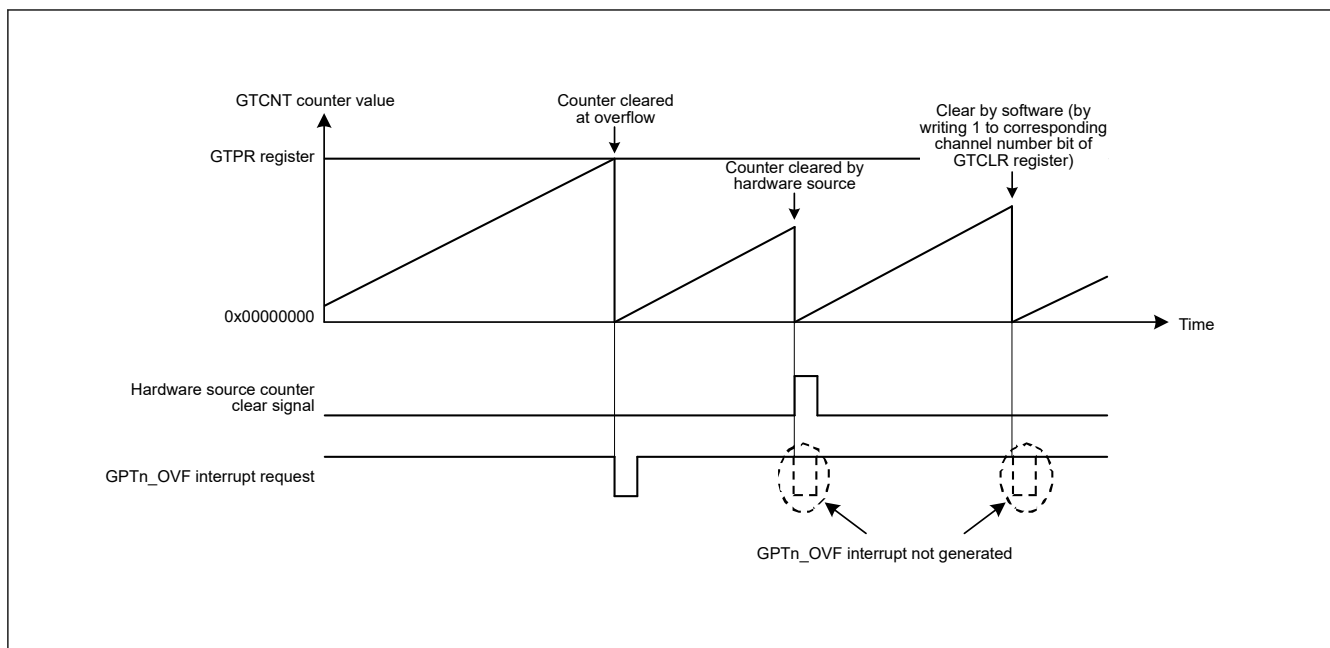 GTCNT counter value
Counter cleared
at overflow
Clear by software (by
writing 1 to corresponding
channel number bit of
GTCLR register)
GTPR register
Counter cleared by
hardware source
0x00000000
Time
Hardware source counter
clear signal
GPTn_OVF interrupt request
GPTn_OVF interrupt not generated